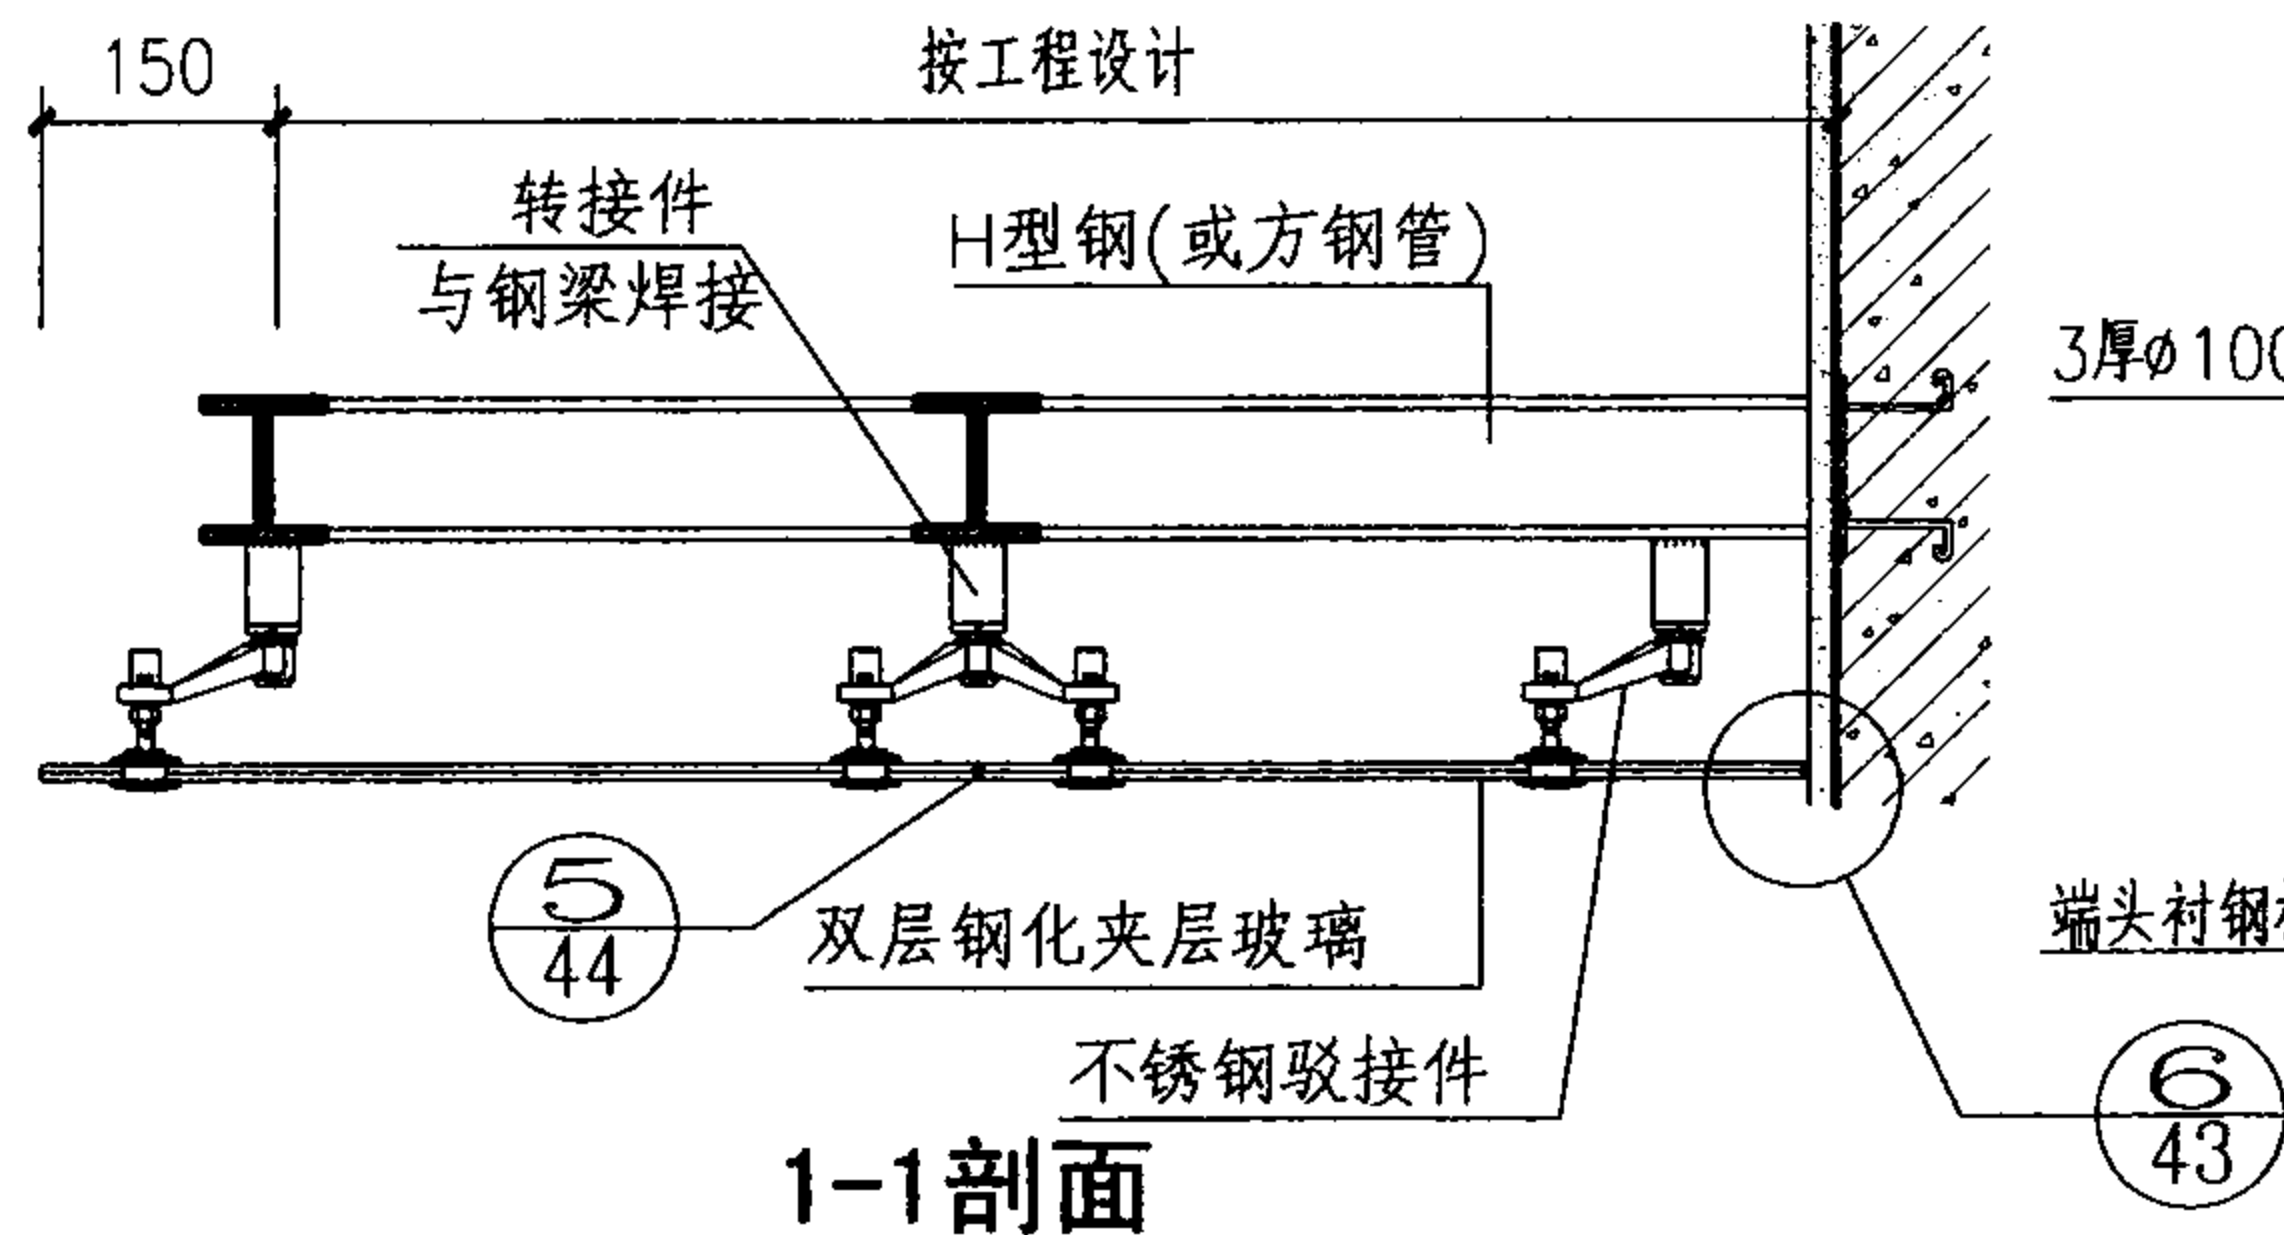 150
按工程设计
转接件
与钢梁焊接
H型钢(或方钢管)
3厚ø100
5
44
双层钢化夹层玻璃
端头衬钢
不锈钢驳接件
6
43
1-1剖面